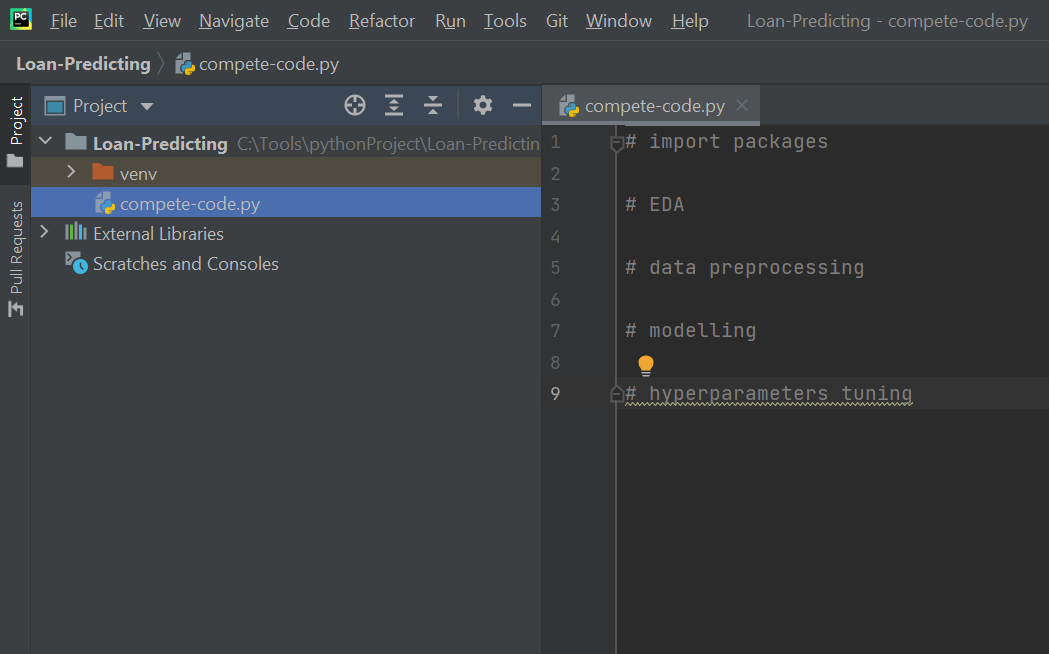 PC File Edit View Navigate Code Refactor Run Tools Git Window Help Loan-Predicting - compete-code.py
Loan-Predicting compete-code.py
Project
Pull Requests
Project
Loan-Predicting C:\Tools\pythonProject\Loan-Predictin
venv
compete-code.py
External Libraries
Scratches and Consoles
compete-code.py
1 # import packages
2
3 # EDA
4
5 # data preprocessing
6
7 # modelling
8
9 # hyperparameters tuning